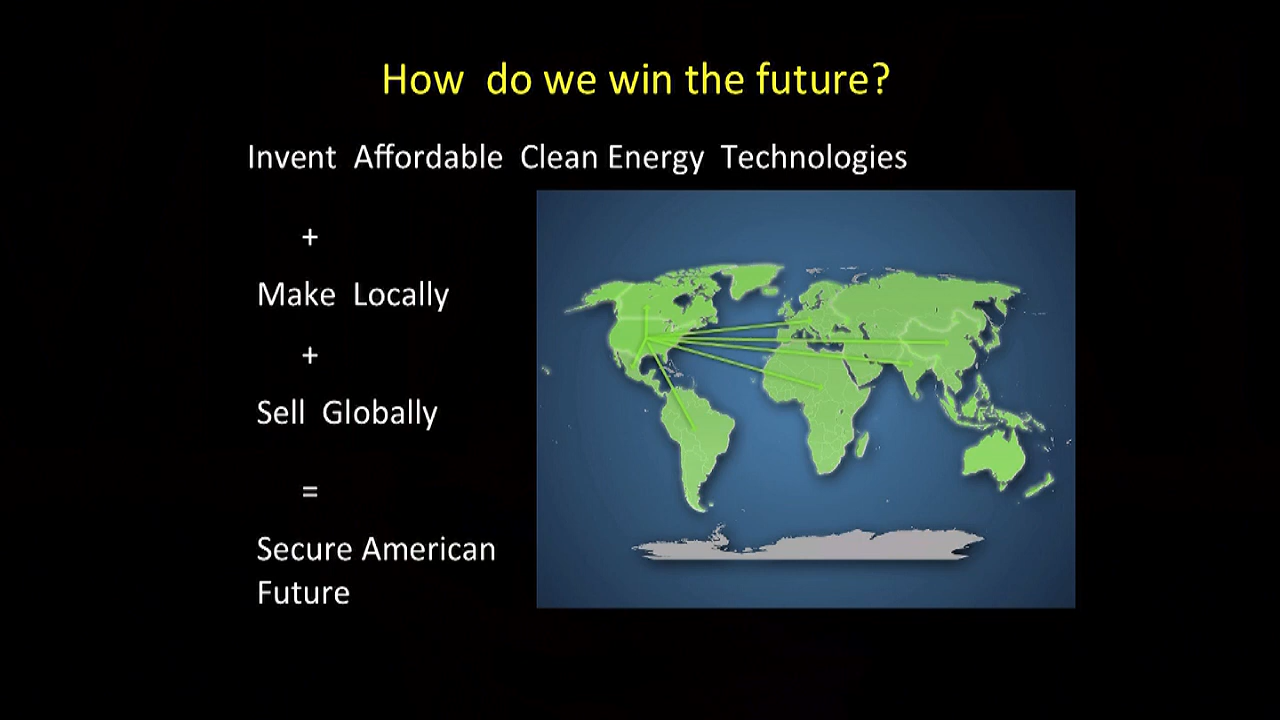 How do we win the future?
Invent Affordable Clean Energy Technologies
+
Make Locally
+
Sell Globally
=
Secure American
Future